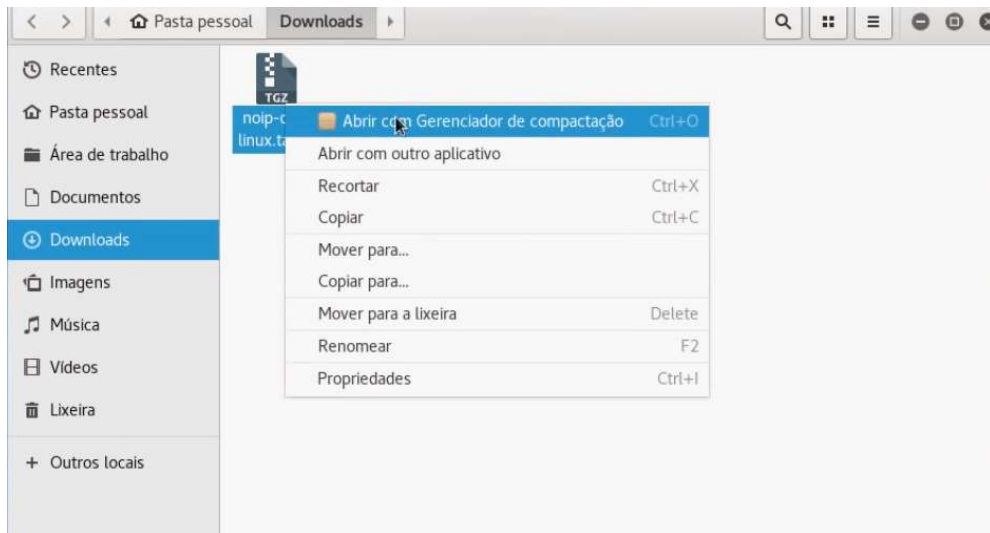 Pasta pessoal Downloads
Recentes
Pasta pessoal
Área de trabalho
Documentos
Downloads
Imagens
Música
Vídeos
Lixeira
+ Outros locais
TGZ
noip-
linux.ta
Abrir com Gerenciador de compactação Ctrl+O
Abrir com outro aplicativo
Recortar Ctrl+X
Copiar Ctrl+C
Mover para...
Copiar para...
Mover para a lixeira Delete
Renomear F2
Propriedades Ctrl+I